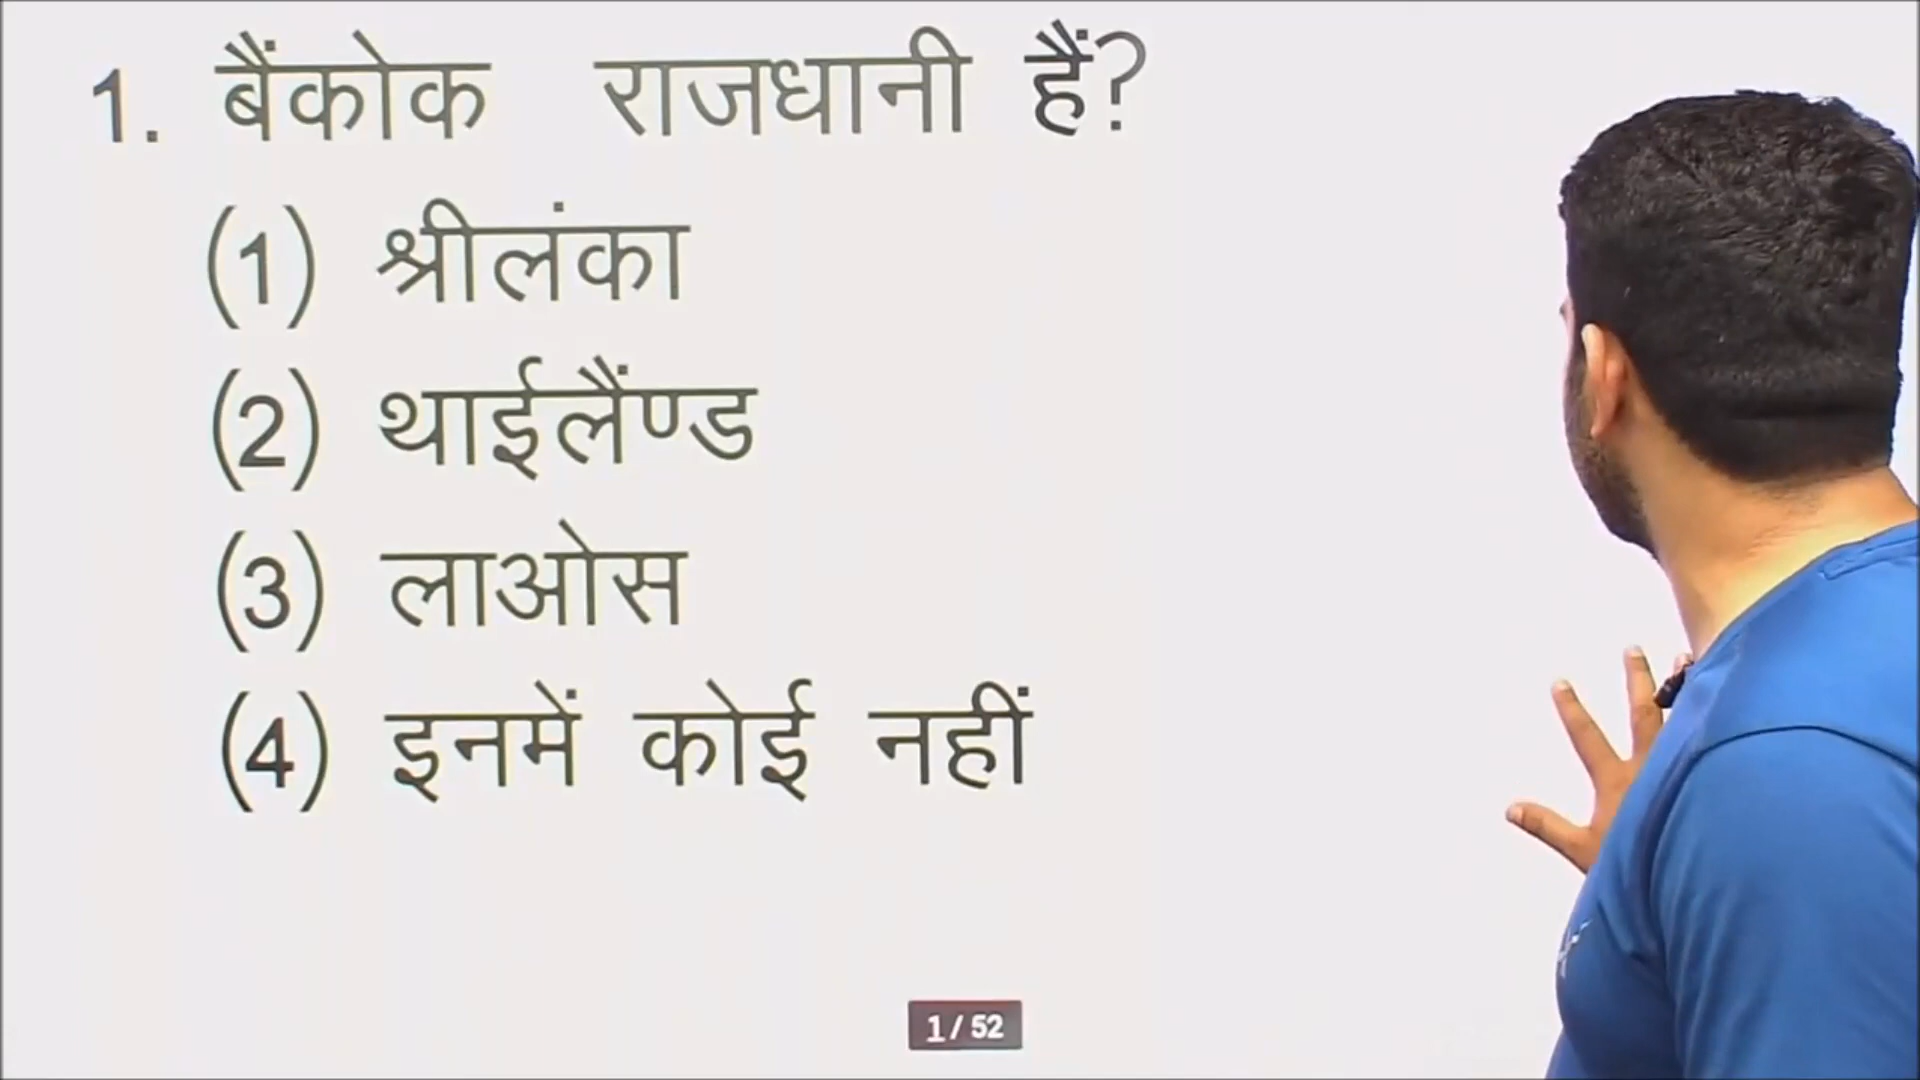 1. बैंकोक राजधानी हैं?
(1) श्रीलंका
(2) थाईलैंण्ड
(3) लाओस
(4) इनमें कोई नहीं
1 / 52